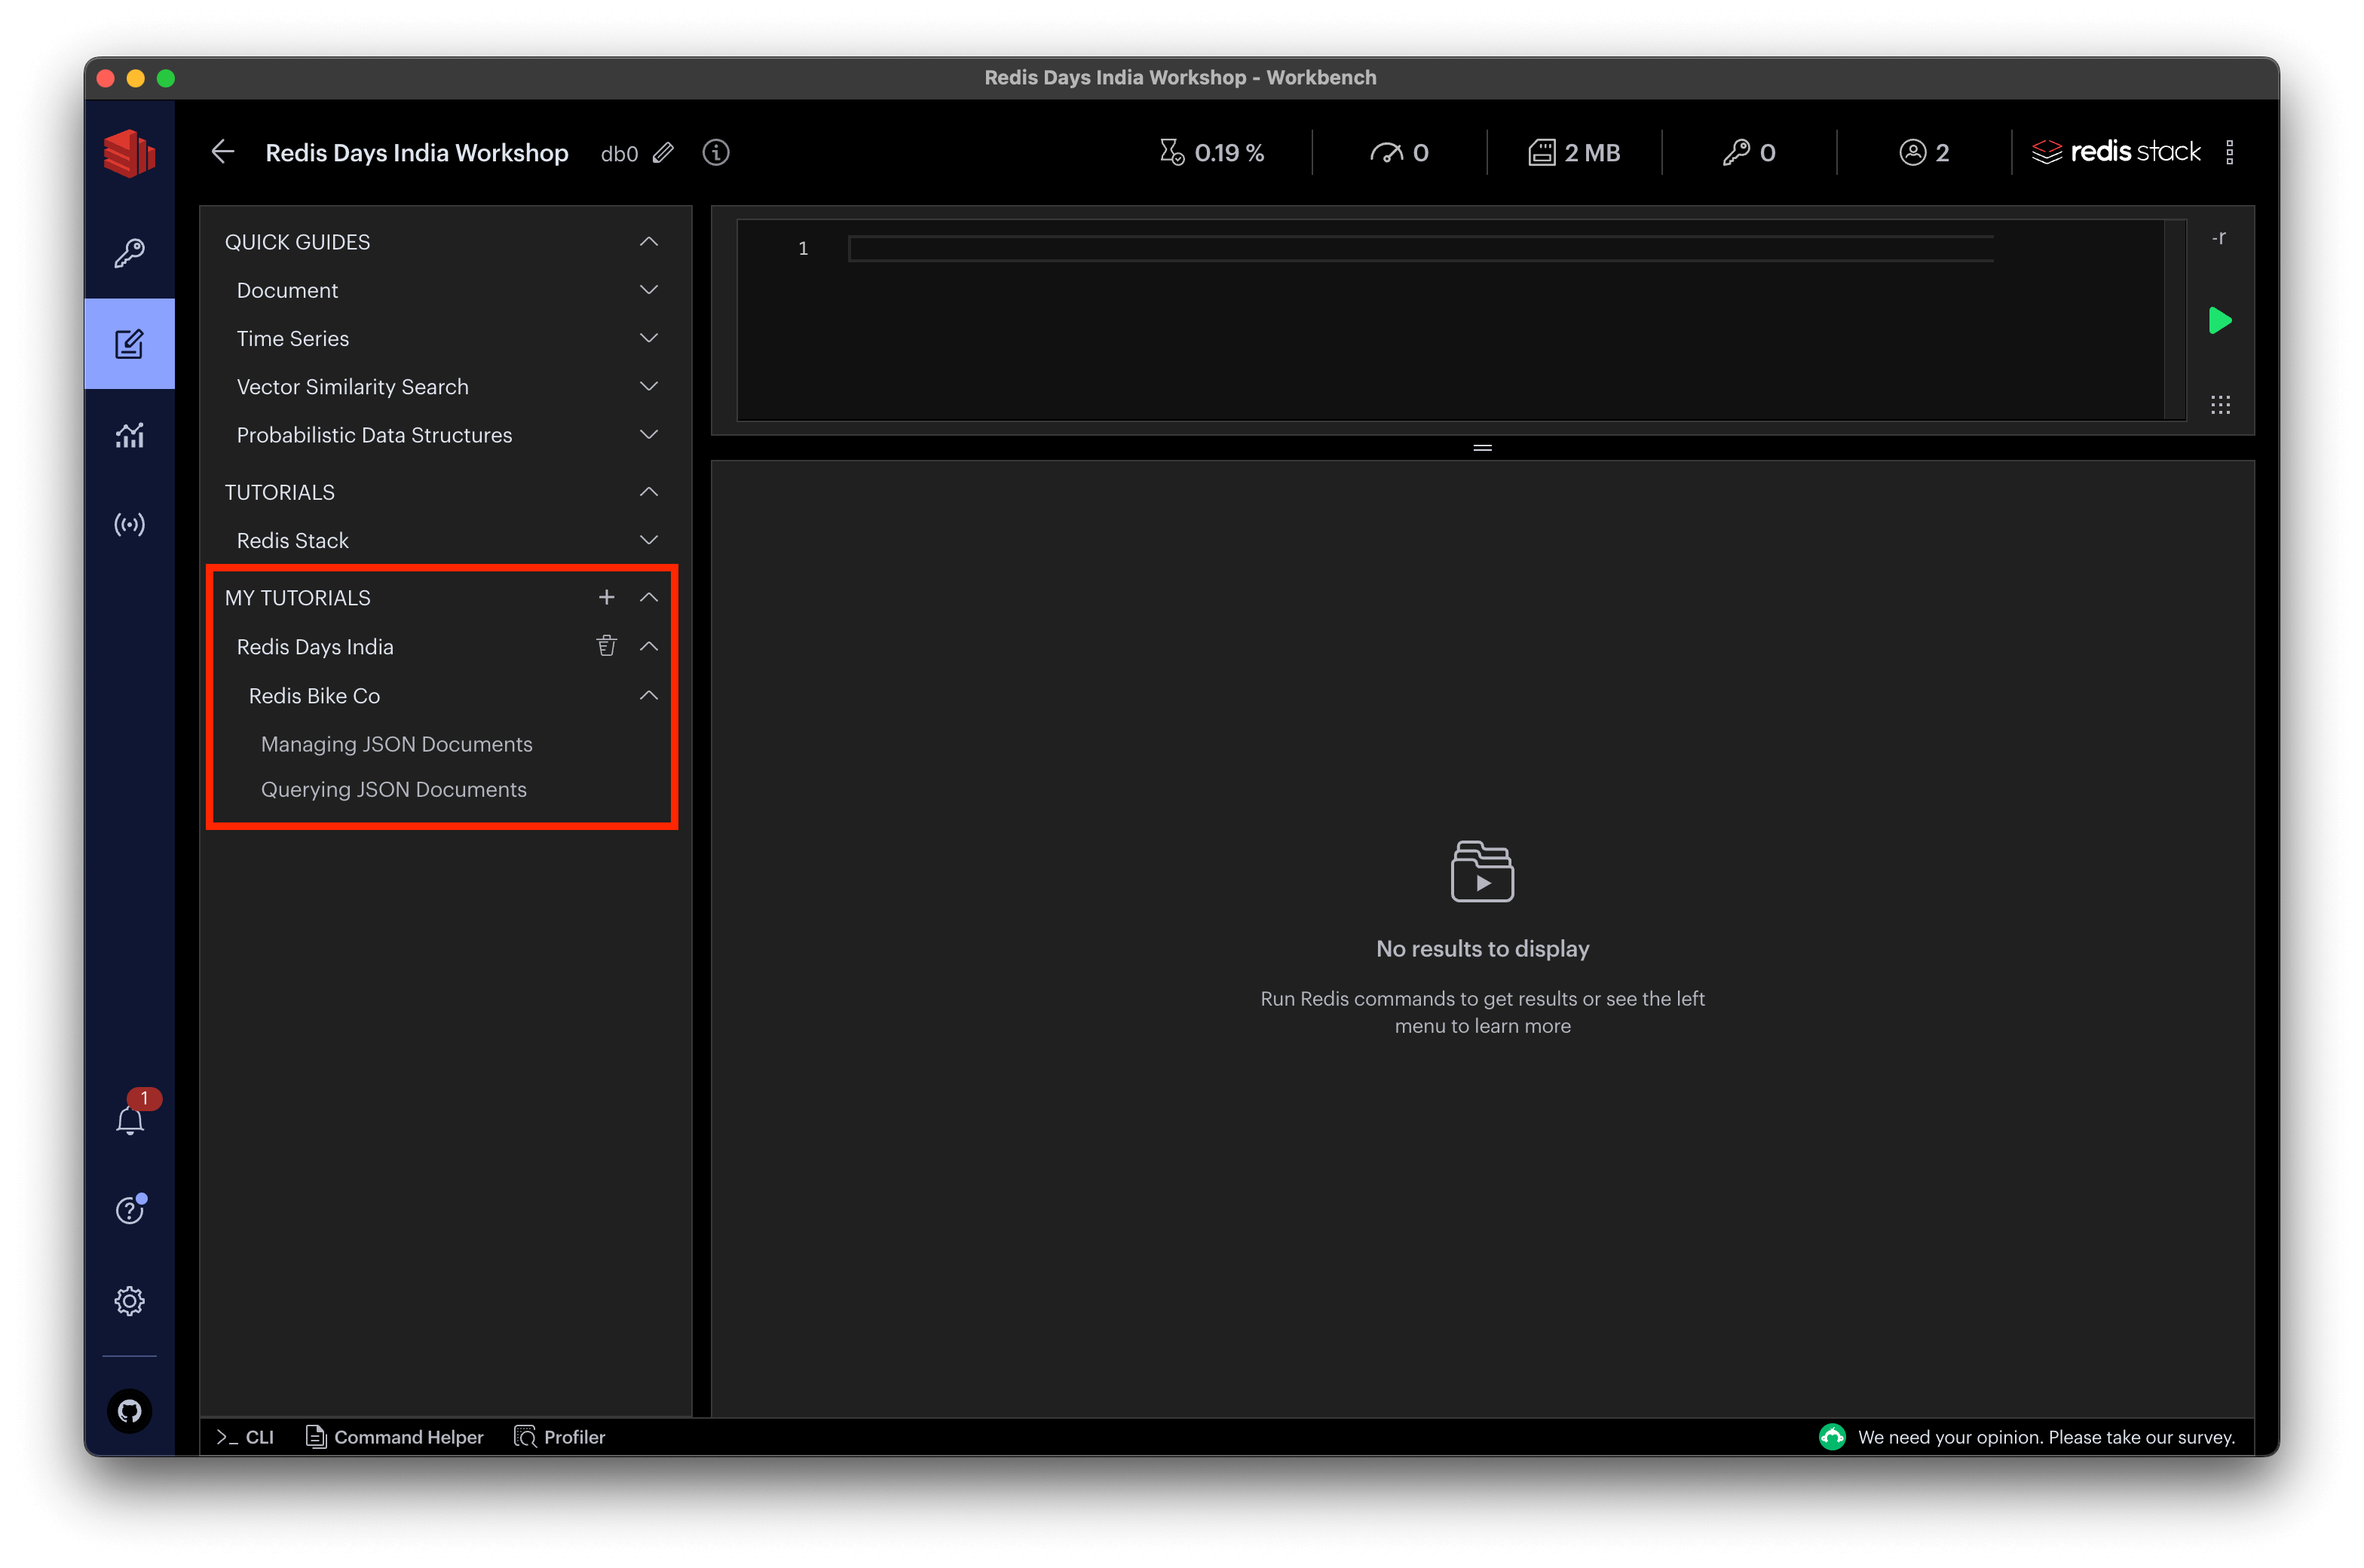 Redis Days India Workshop - Workbench
Redis Days India Workshop db0 0.19 % 0 2 MB 0 2 redis stack
QUICK GUIDES
Document
Time Series
Vector Similarity Search
Probabilistic Data Structures
TUTORIALS
Redis Stack
MY TUTORIALS
Redis Days India
Redis Bike Co
Managing JSON Documents
Querying JSON Documents
1
-r
No results to display
Run Redis commands to get results or see the left
menu to learn more
1
>_ CLI Command Helper Profiler We need your opinion. Please take our survey.